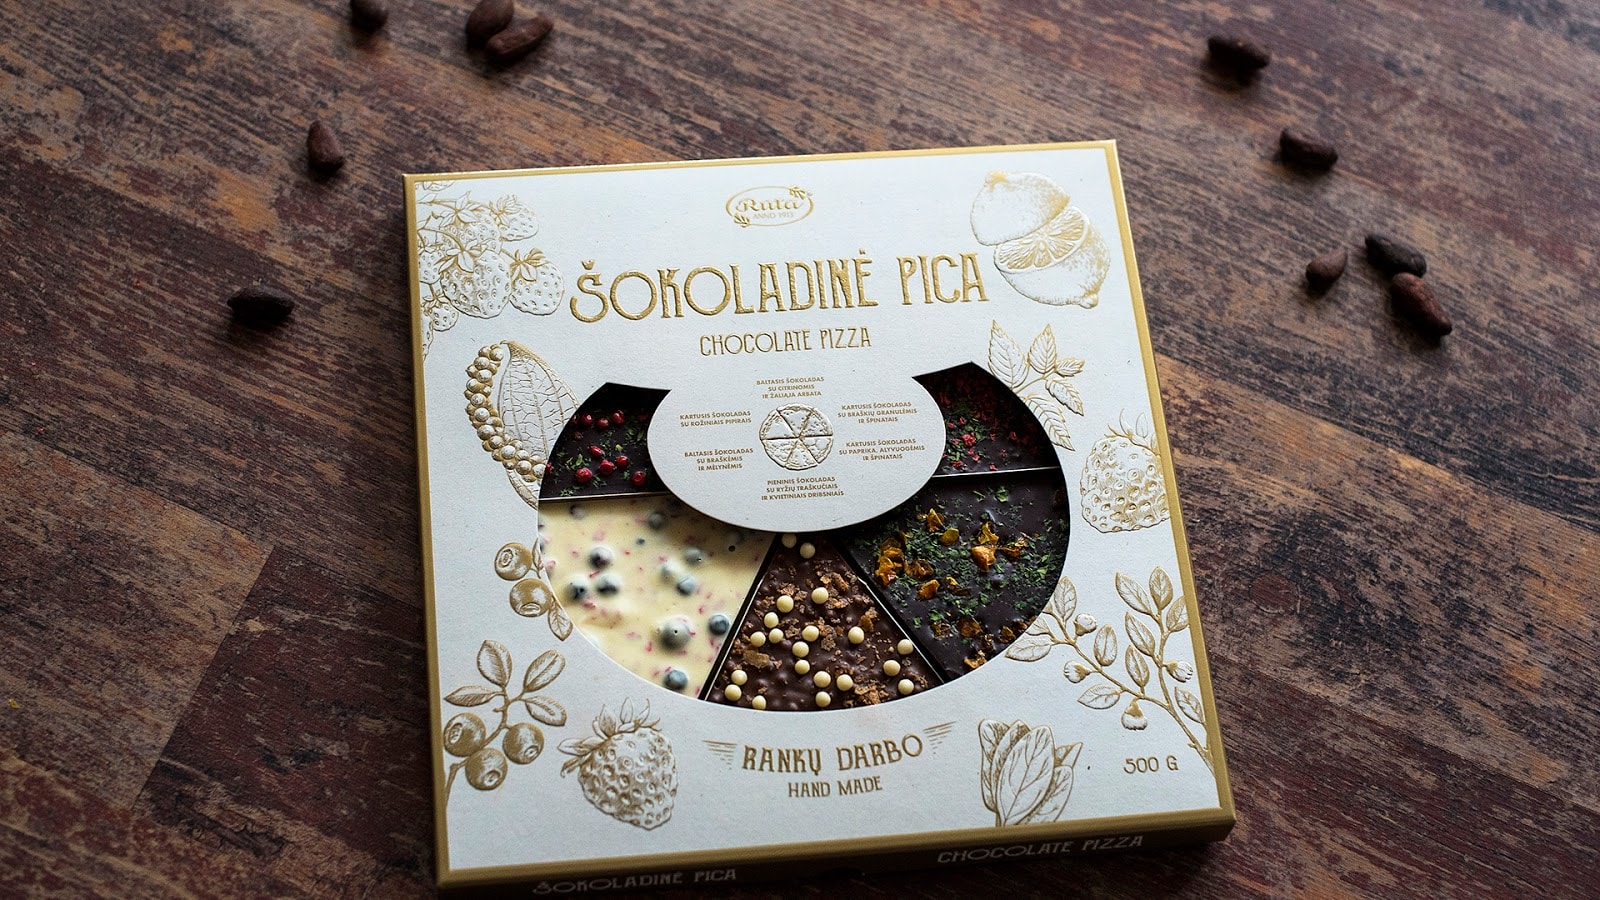 Rūta
ANNO 1913
ŠOKOLADINĖ PICA
CHOCOLATE PIZZA
BALTASIS ŠOKOLADAS
SU CITRINOMIS
IR ŽALIĄJA ARBATA
KARTUSIS ŠOKOLADAS
SU ROŽINIAIS PIPIRAIS
KARTUSIS ŠOKOLADAS
SU BRAŠKIŲ GRANULĖMIS
IR ŠPINATAIS
BALTASIS ŠOKOLADAS
SU BRAŠKĖMIS
IR MĖLYNĖMIS
KARTUSIS ŠOKOLADAS
SU PAPRIKA, ALYVUOGĖMIS
IR ŠPINATAIS
PIENINIS ŠOKOLADAS
SU RYŽIŲ TRAŠKUČIAIS
IR KVIETINIAIS DRIBSNIAIS
RANKŲ DARBO
HAND MADE
500 G
ŠOKOLADINĖ PICA
CHOCOLATE PIZZA